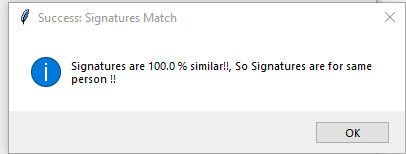 Success: Signatures Match
Signatures are 100.0 % similar!!, So Signatures are for same
person !!
OK